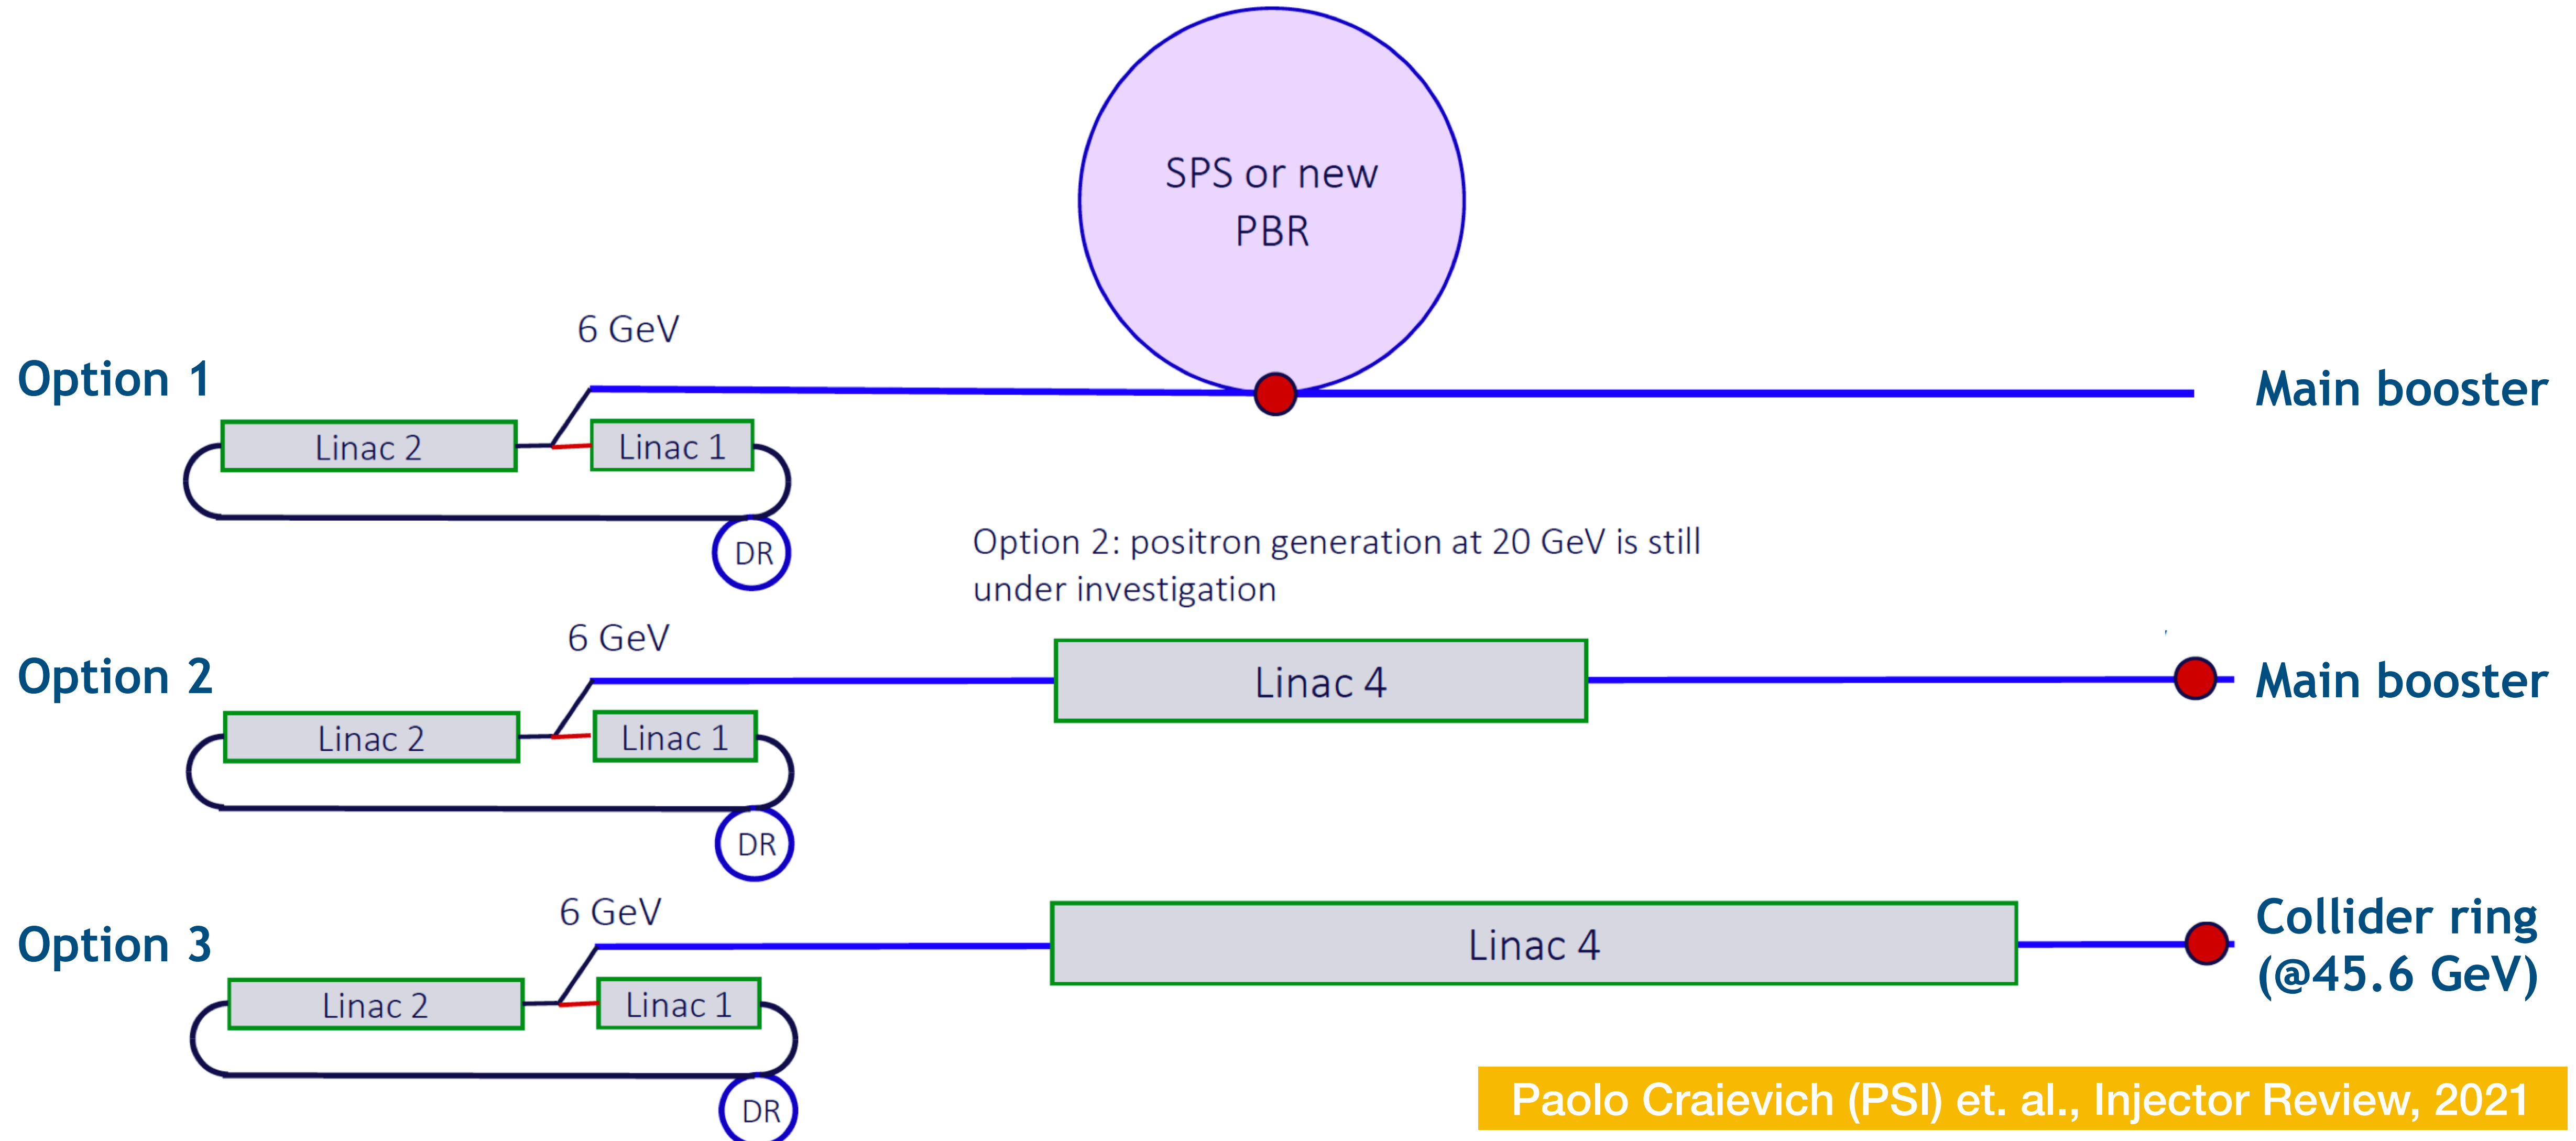 SPS or new
PBR
6 GeV
Option 1
Main booster
Linac 2
Linac 1
DR
Option 2: positron generation at 20 GeV is still
under investigation
6 GeV
Option 2
Linac 4
Main booster
Linac 2
Linac 1
DR
6 GeV
Option 3
Linac 4
Collider ring
(@45.6 GeV)
Linac 2
Linac 1
DR
Paolo Craievich (PSI) et. al., Injector Review, 2021